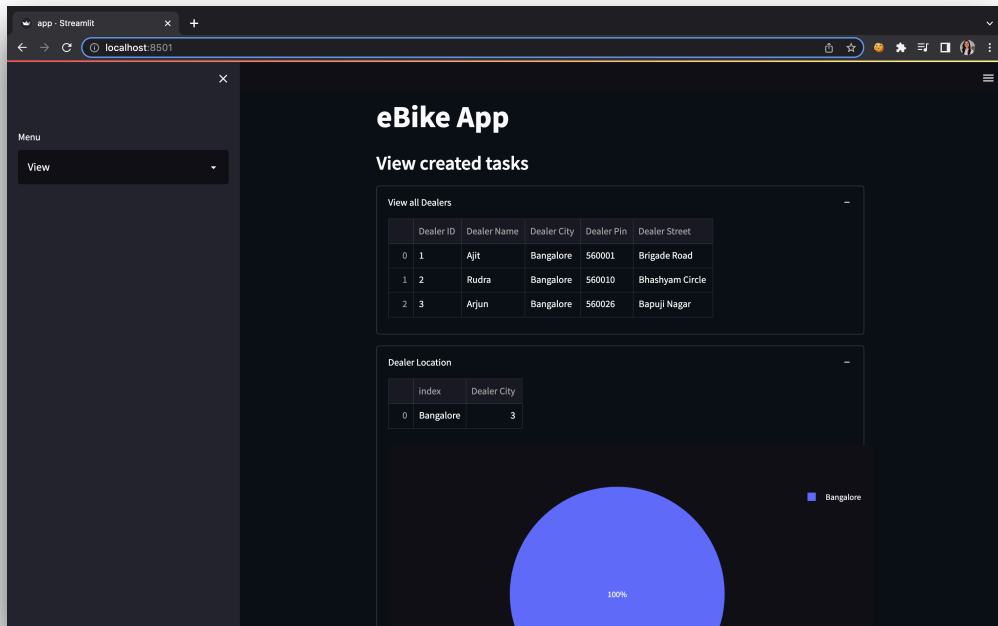 app · Streamlit
localhost:8501
Menu
View
eBike App
View created tasks
View all Dealers
Dealer ID Dealer Name Dealer City Dealer Pin Dealer Street
0 1 Ajit Bangalore 560001 Brigade Road
1 2 Rudra Bangalore 560010 Bhashyam Circle
2 3 Arjun Bangalore 560026 Bapuji Nagar
Dealer Location
index Dealer City
0 Bangalore 3
Bangalore
100%